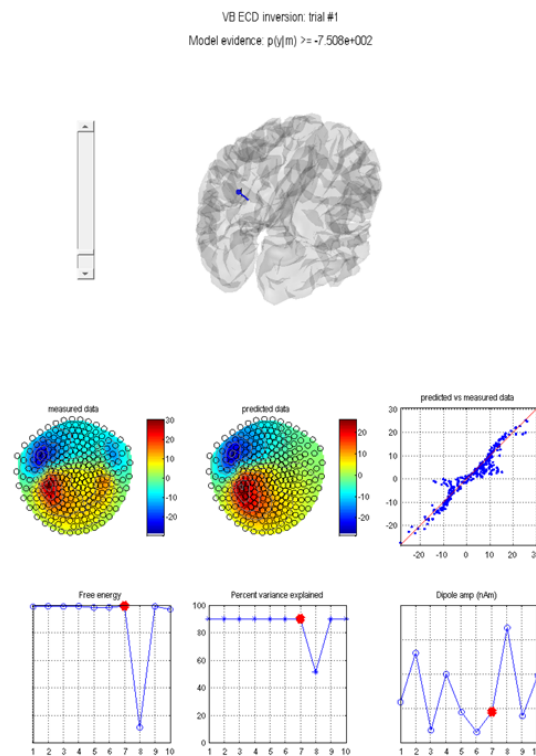 VB ECD inversion: trial #1
Model evidence: p(y|m) >= -7.508e+002
measured data
predicted data
predicted vs measured data
20
10
0
-10
-20
20
10
0
-10
-20
30
20
10
0
-10
-20
-20 -10 0 10 20 30
Free energy
Percent variance explained
Dipole amp (nAm)
100
80
60
40
20
0
1 2 3 4 5 6 7 8 9 10
1 2 3 4 5 6 7 8 9 10
1 2 3 4 5 6 7 8 9 10